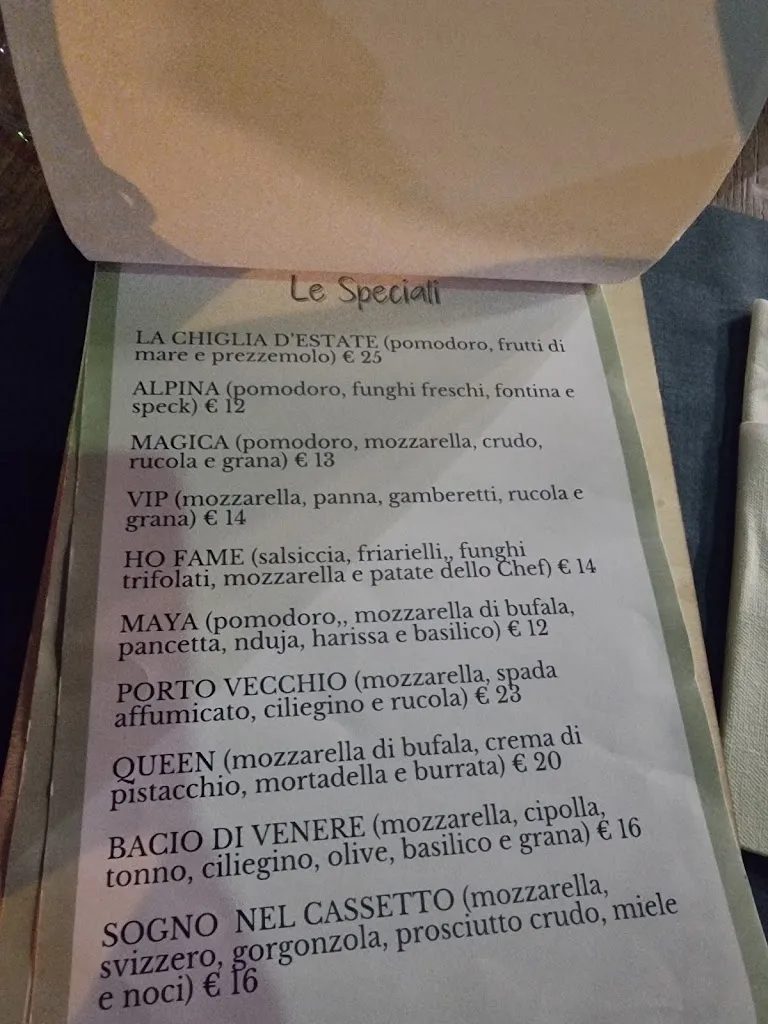 Le Speciali
LA CHIGLIA D'ESTATE (pomodoro, frutti di
mare e prezzemolo) € 25
ALPINA (pomodoro, funghi freschi, fontina e
speck) € 12
MAGICA (pomodoro, mozzarella, crudo,
rucola e grana) € 13
VIP (mozzarella, panna, gamberetti, rucola e
grana) € 14
HO FAME (salsiccia, friarielli,, funghi
trifolati, mozzarella e patate dello Chef) € 14
MAYA (pomodoro,, mozzarella di bufala,
pancetta, nduja, harissa e basilico) € 12
PORTO VECCHIO (mozzarella, spada
affumicato, ciliegino e rucola) € 23
QUEEN (mozzarella di bufala, crema di
pistacchio, mortadella e burrata) € 20
BACIO DI VENERE (mozzarella, cipolla,
tonno, ciliegino, olive, basilico e grana) € 16
SOGNO NEL CASSETTO (mozzarella,
svizzero, gorgonzola, prosciutto crudo, miele
e noci) € 16